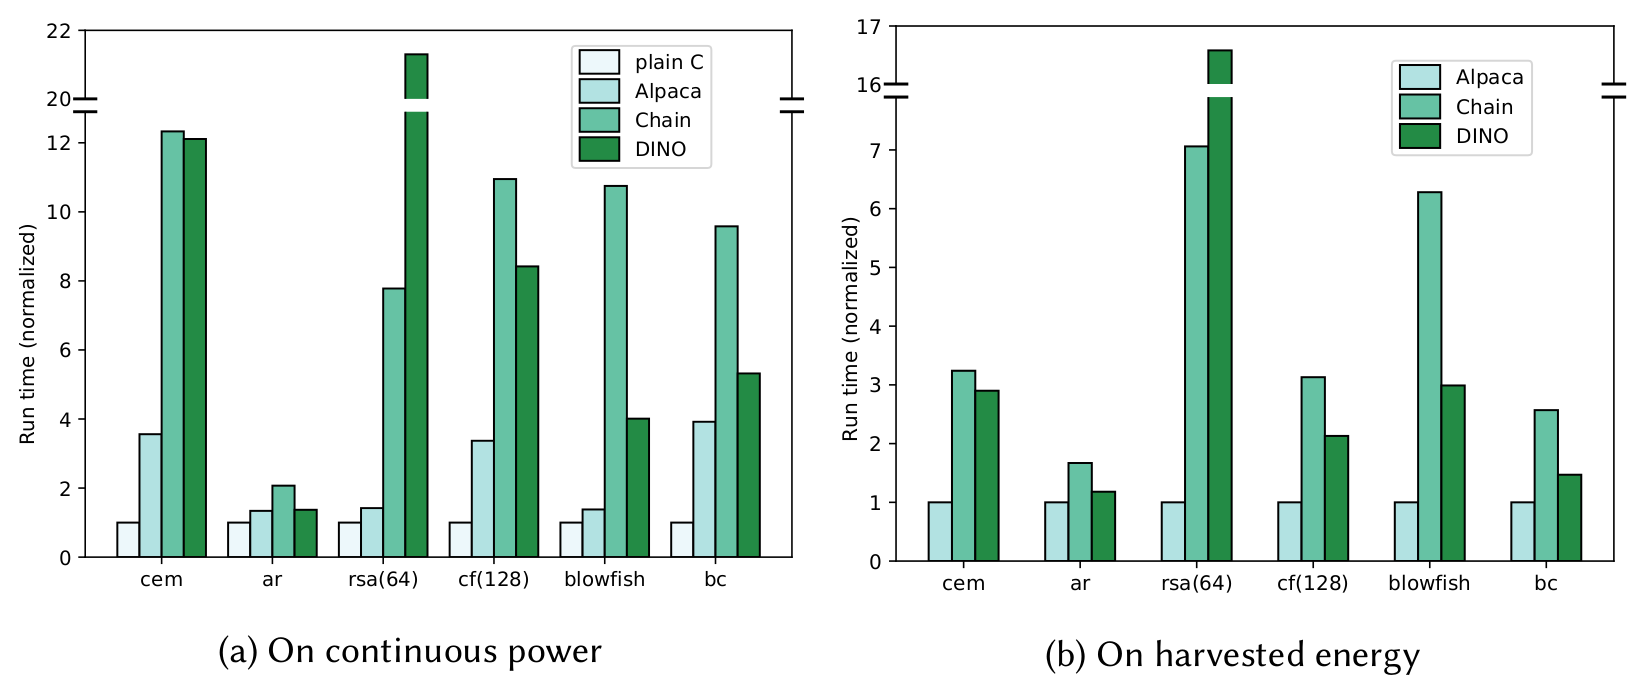 22
20
12
10
8
6
4
2
0
Run time (normalized)
plain C
Alpaca
Chain
DINO
cem ar rsa(64) cf(128) blowfish bc
(a) On continuous power
17
16
7
6
5
4
3
2
1
0
Run time (normalized)
Alpaca
Chain
DINO
cem ar rsa(64) cf(128) blowfish bc
(b) On harvested energy